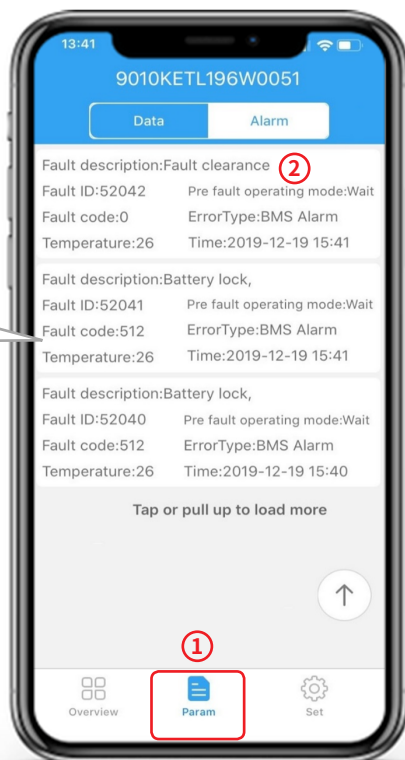 13:41
9010KETL196W0051
Data Alarm
Fault description:Fault clearance ②
Fault ID:52042 Pre fault operating mode:Wait
Fault code:0 ErrorType:BMS Alarm
Temperature:26 Time:2019-12-19 15:41
Fault description:Battery lock,
Fault ID:52041 Pre fault operating mode:Wait
Fault code:512 ErrorType:BMS Alarm
Temperature:26 Time:2019-12-19 15:41
Fault description:Battery lock,
Fault ID:52040 Pre fault operating mode:Wait
Fault code:512 ErrorType:BMS Alarm
Temperature:26 Time:2019-12-19 15:40
Tap or pull up to load more
①
Overview Param Set